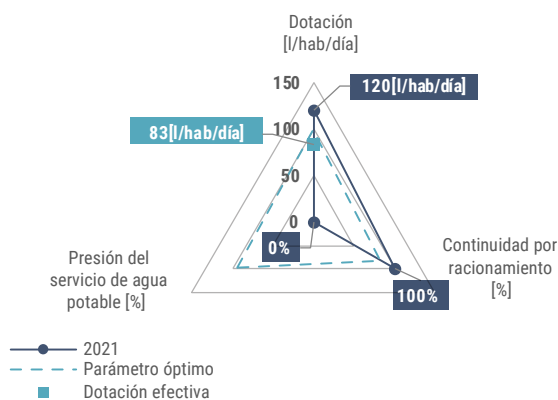 Dotación
[l/hab/día]
150
120[l/hab/día]
83[l/hab/día]
100
50
0
0%
Presión del
servicio de agua
potable [%]
Continuidad por
racionamiento
[%]
100%
2021
Parámetro óptimo
Dotación efectiva